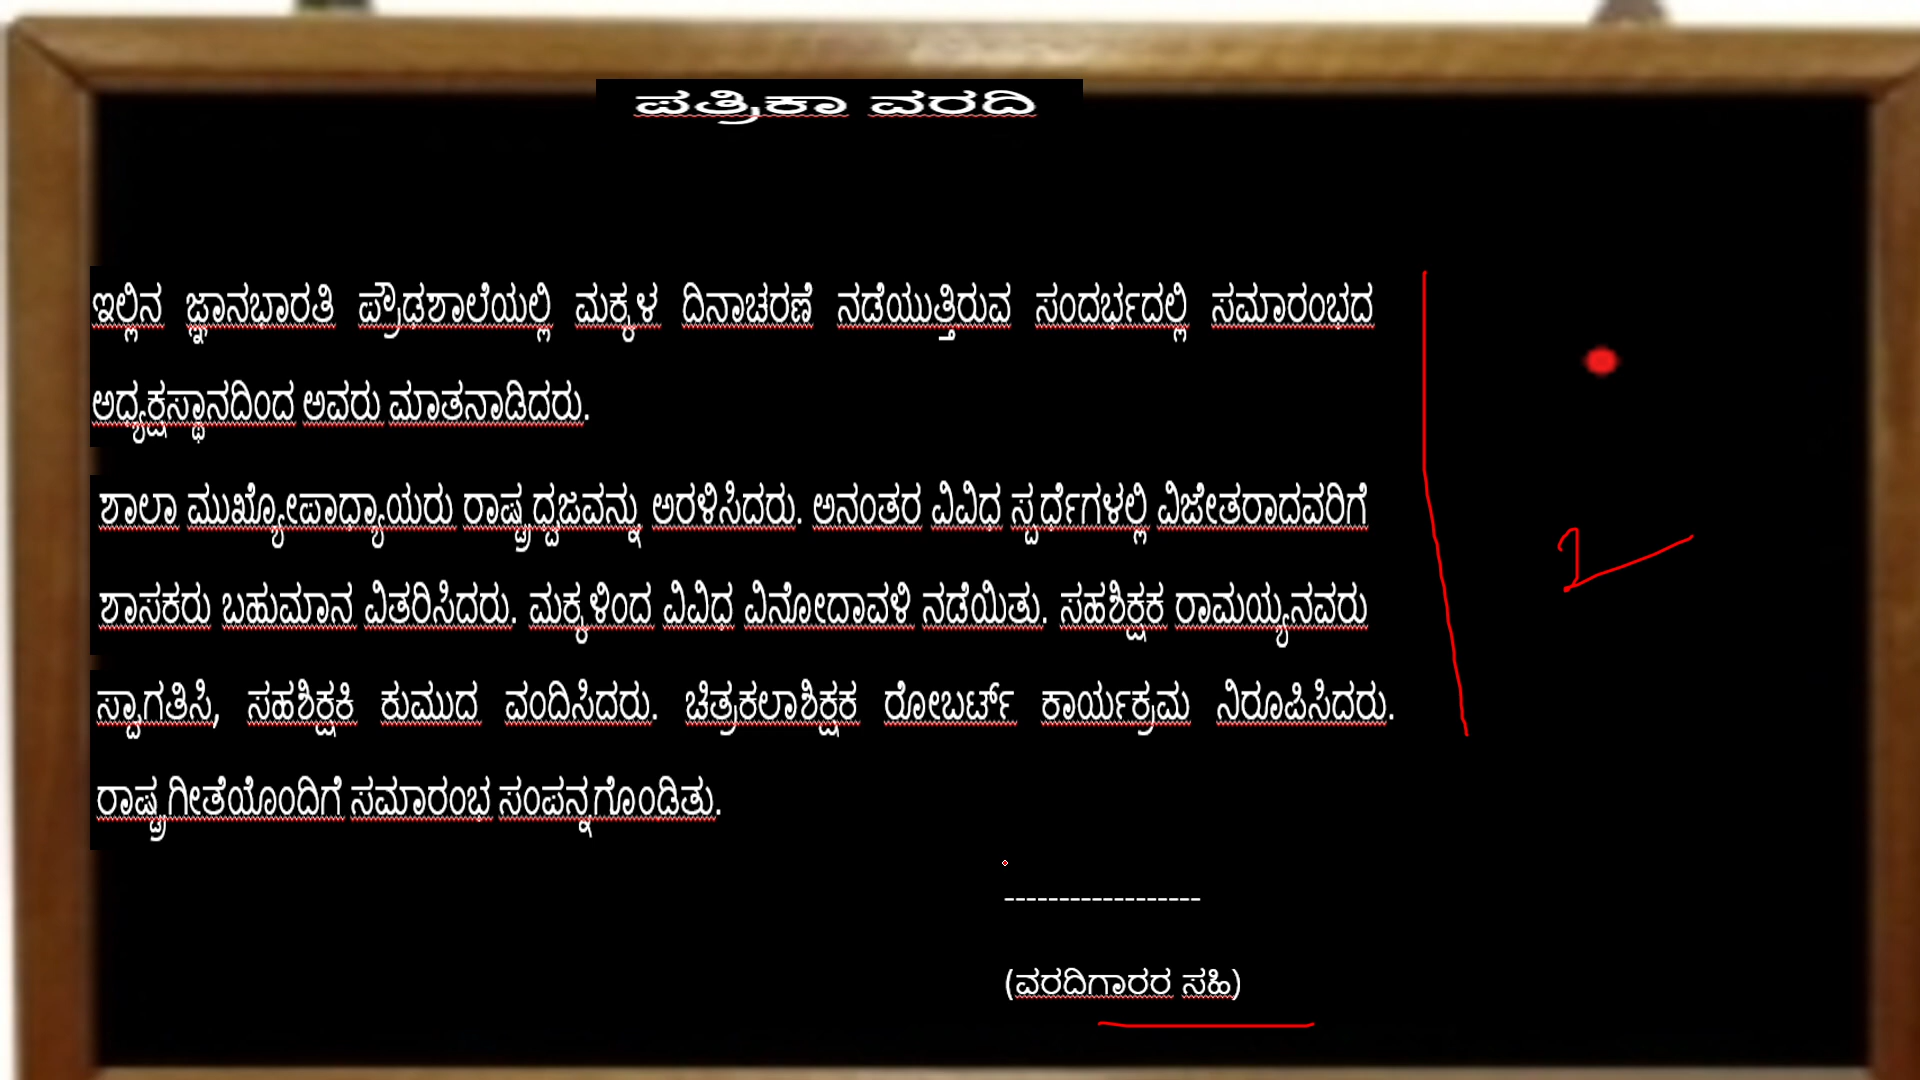 ಪತ್ರಿಕಾ ವರದಿ
ಇಲ್ಲಿನ ಜ್ಞಾನಭಾರತಿ ಪ್ರೌಢಶಾಲೆಯಲ್ಲಿ ಮಕ್ಕಳ ದಿನಾಚರಣೆ ನಡೆಯುತ್ತಿರುವ ಸಂದರ್ಭದಲ್ಲಿ ಸಮಾರಂಭದ
ಅಧ್ಯಕ್ಷಸ್ಥಾನದಿಂದ ಅವರು ಮಾತನಾಡಿದರು.
ಶಾಲಾ ಮುಖ್ಯೋಪಾಧ್ಯಾಯರು ರಾಷ್ಟ್ರಧ್ವಜವನ್ನು ಅರಳಿಸಿದರು. ಅನಂತರ ವಿವಿಧ ಸ್ಪರ್ಧೆಗಳಲ್ಲಿ ವಿಜೇತರಾದವರಿಗೆ
ಶಾಸಕರು ಬಹುಮಾನ ವಿತರಿಸಿದರು. ಮಕ್ಕಳಿಂದ ವಿವಿಧ ವಿನೋದಾವಳಿ ನಡೆಯಿತು. ಸಹಶಿಕ್ಷಕ ರಾಮಯ್ಯನವರು
ಸ್ವಾಗತಿಸಿ, ಸಹಶಿಕ್ಷಕಿ ಕುಮುದ ವಂದಿಸಿದರು. ಚಿತ್ರಕಲಾಶಿಕ್ಷಕ ರೋಬರ್ಟ್ ಕಾರ್ಯಕ್ರಮ ನಿರೂಪಿಸಿದರು.
ರಾಷ್ಟ್ರಗೀತೆಯೊಂದಿಗೆ ಸಮಾರಂಭ ಸಂಪನ್ನಗೊಂಡಿತು.
------------------
(ವರದಿಗಾರರ ಸಹಿ)